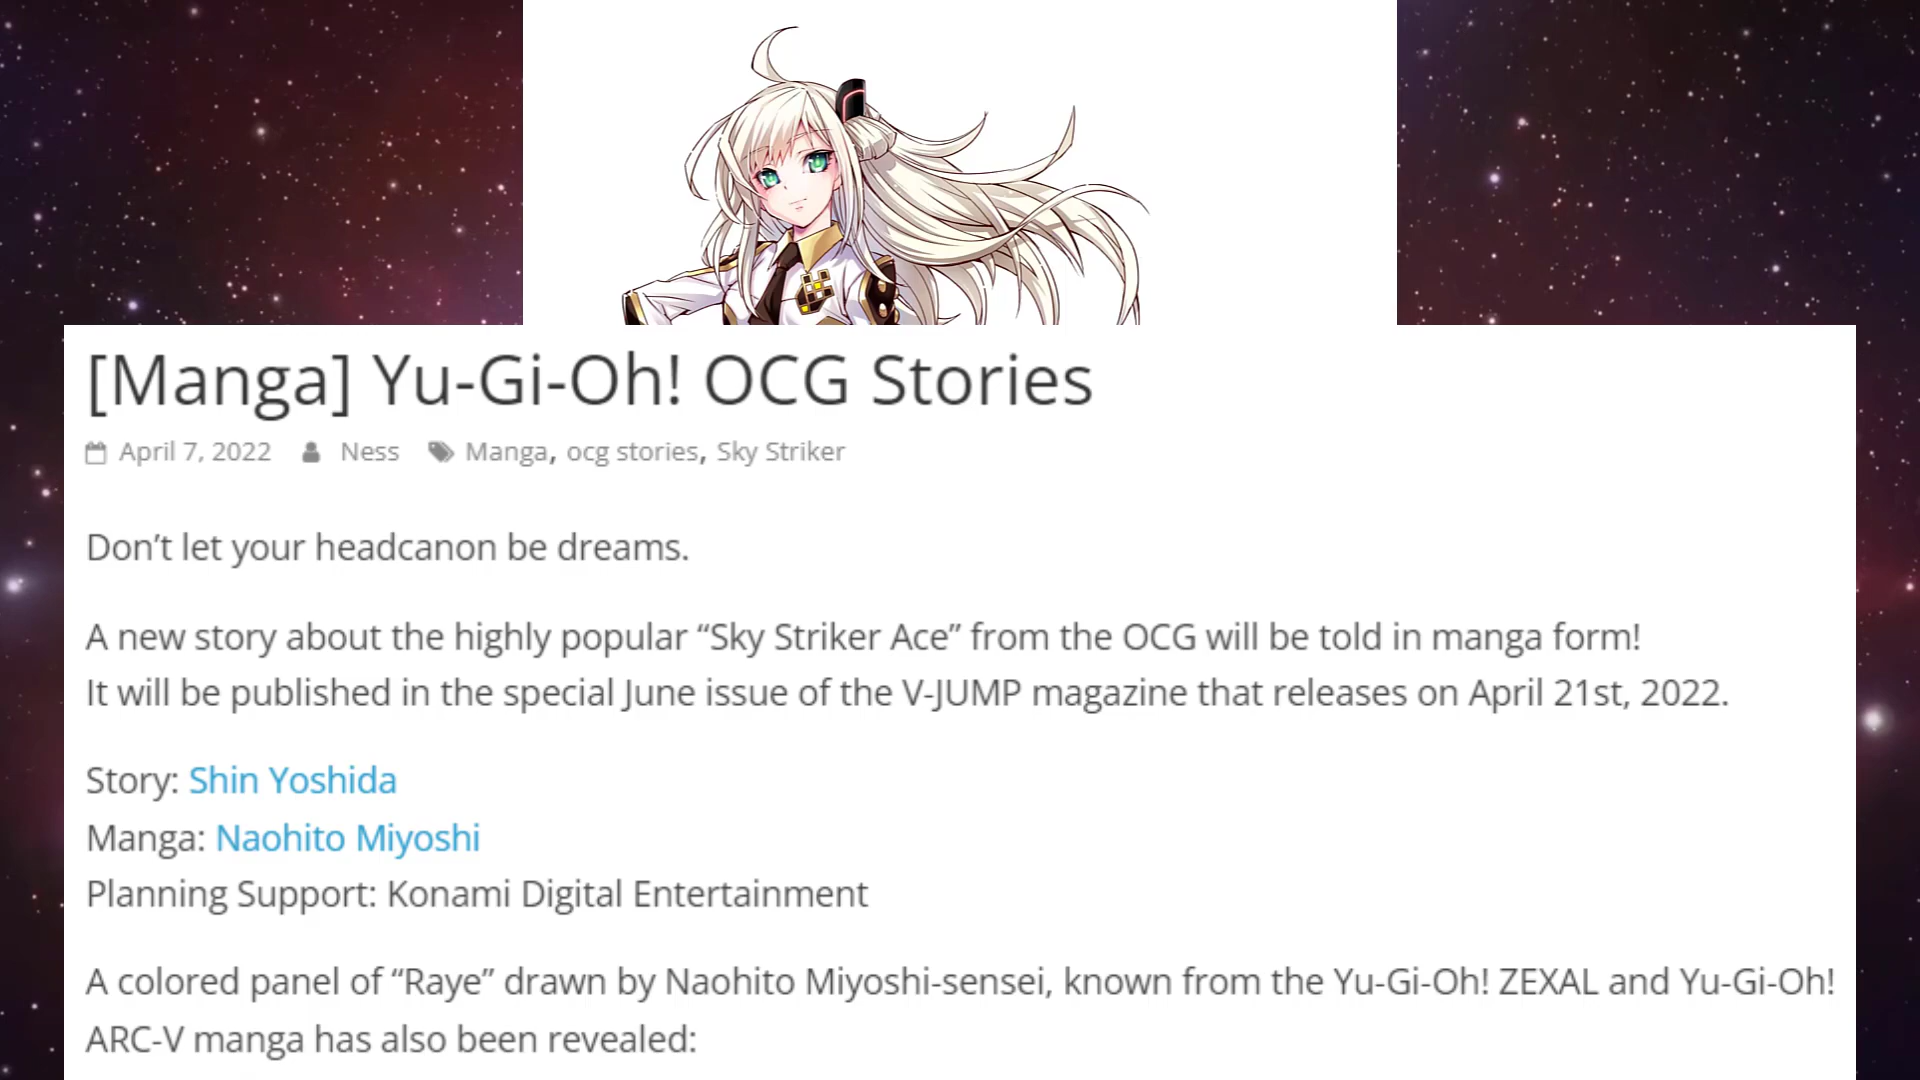 [Manga] Yu-Gi-Oh! OCG Stories
April 7, 2022 Ness Manga, ocg stories, Sky Striker
Don’t let your headcanon be dreams.
A new story about the highly popular “Sky Striker Ace” from the OCG will be told in manga form!
It will be published in the special June issue of the V-JUMP magazine that releases on April 21st, 2022.
Story: Shin Yoshida
Manga: Naohito Miyoshi
Planning Support: Konami Digital Entertainment
A colored panel of “Raye” drawn by Naohito Miyoshi-sensei, known from the Yu-Gi-Oh! ZEXAL and Yu-Gi-Oh!
ARC-V manga has also been revealed: